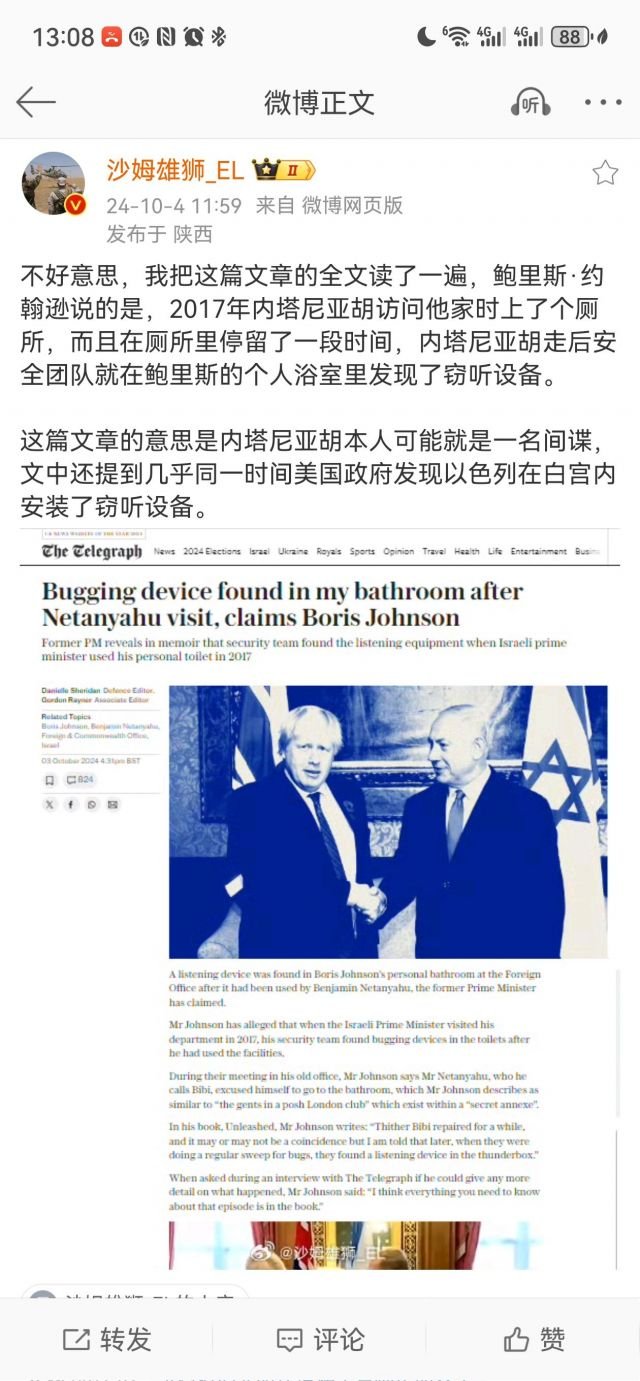 13:08
6 4G 4G 88
微博正文
听
沙姆雄狮_EL
II
24-10-4 11:59 来自 微博网页版
发布于 陕西
不好意思，我把这篇文章的全文读了一遍，鲍里斯·约
翰逊说的是，2017年内塔尼亚胡访问他家时上了个厕
所，而且在厕所里停留了一段时间，内塔尼亚胡走后安
全团队就在鲍里斯的个人浴室里发现了窃听设备。
这篇文章的意思是内塔尼亚胡本人可能就是一名间谍，
文中还提到几乎同一时间美国政府发现以色列在白宫内
安装了窃听设备。
The Telegraph News 2024 Elections Israel Ukraine Royals Sports Opinion Travel Health Life Entertainment
Bugging device found in my bathroom after
Netanyahu visit, claims Boris Johnson
Former PM reveals in memoir that security team found the listening equipment when Israeli prime
minister used his personal toilet in 2017
Danielle Sheridan Defence Editor.
Gordon Rayner Associate Editor
Related Topics
Boris Johnson, Benjamin Netanyahu,
Foreign & Commonwealth Office,
Israel
03 October 2024 4:31pm BST
824
A listening device was found in Boris Johnson's personal bathroom at the Foreign
Office after it had been used by Benjamin Netanyahu, the former Prime Minister
has claimed.
Mr Johnson has alleged that when the Israeli Prime Minister visited his
department in 2017, his security team found bugging devices in the toilets after
he had used the facilities.
During their meeting in his old office, Mr Johnson says Mr Netanyahu, who he
calls Bibi, excused himself to go to the bathroom, which Mr Johnson describes as
similar to "the gents in a posh London club" which exist within a "secret annexe".
In his book, Unleashed, Mr Johnson writes: "Thither Bibi repaired for a while,
and it may or may not be a coincidence but I am told that later, when they were
doing a regular sweep for bugs, they found a listening device in the thunderbox."
When asked during an interview with The Telegraph if he could give any more
detail on what happened, Mr Johnson said: "I think everything you need to know
about that episode is in the book."
@沙姆雄狮_EL
转发 评论 赞